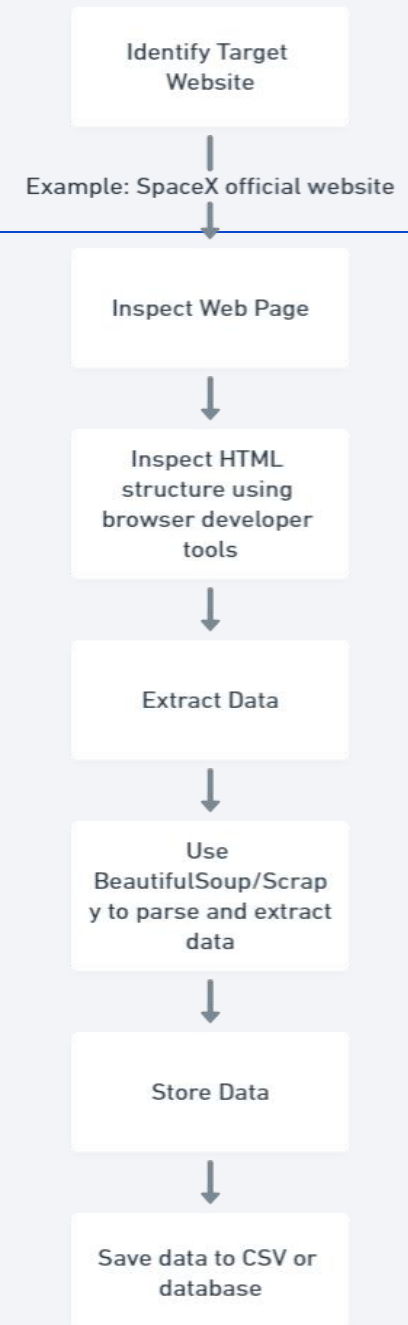 Identify Target
Website
Example: SpaceX official website
Inspect Web Page
Inspect HTML
structure using
browser developer
tools
Extract Data
Use
BeautifulSoup/Scrap
y to parse and extract
data
Store Data
Save data to CSV or
database